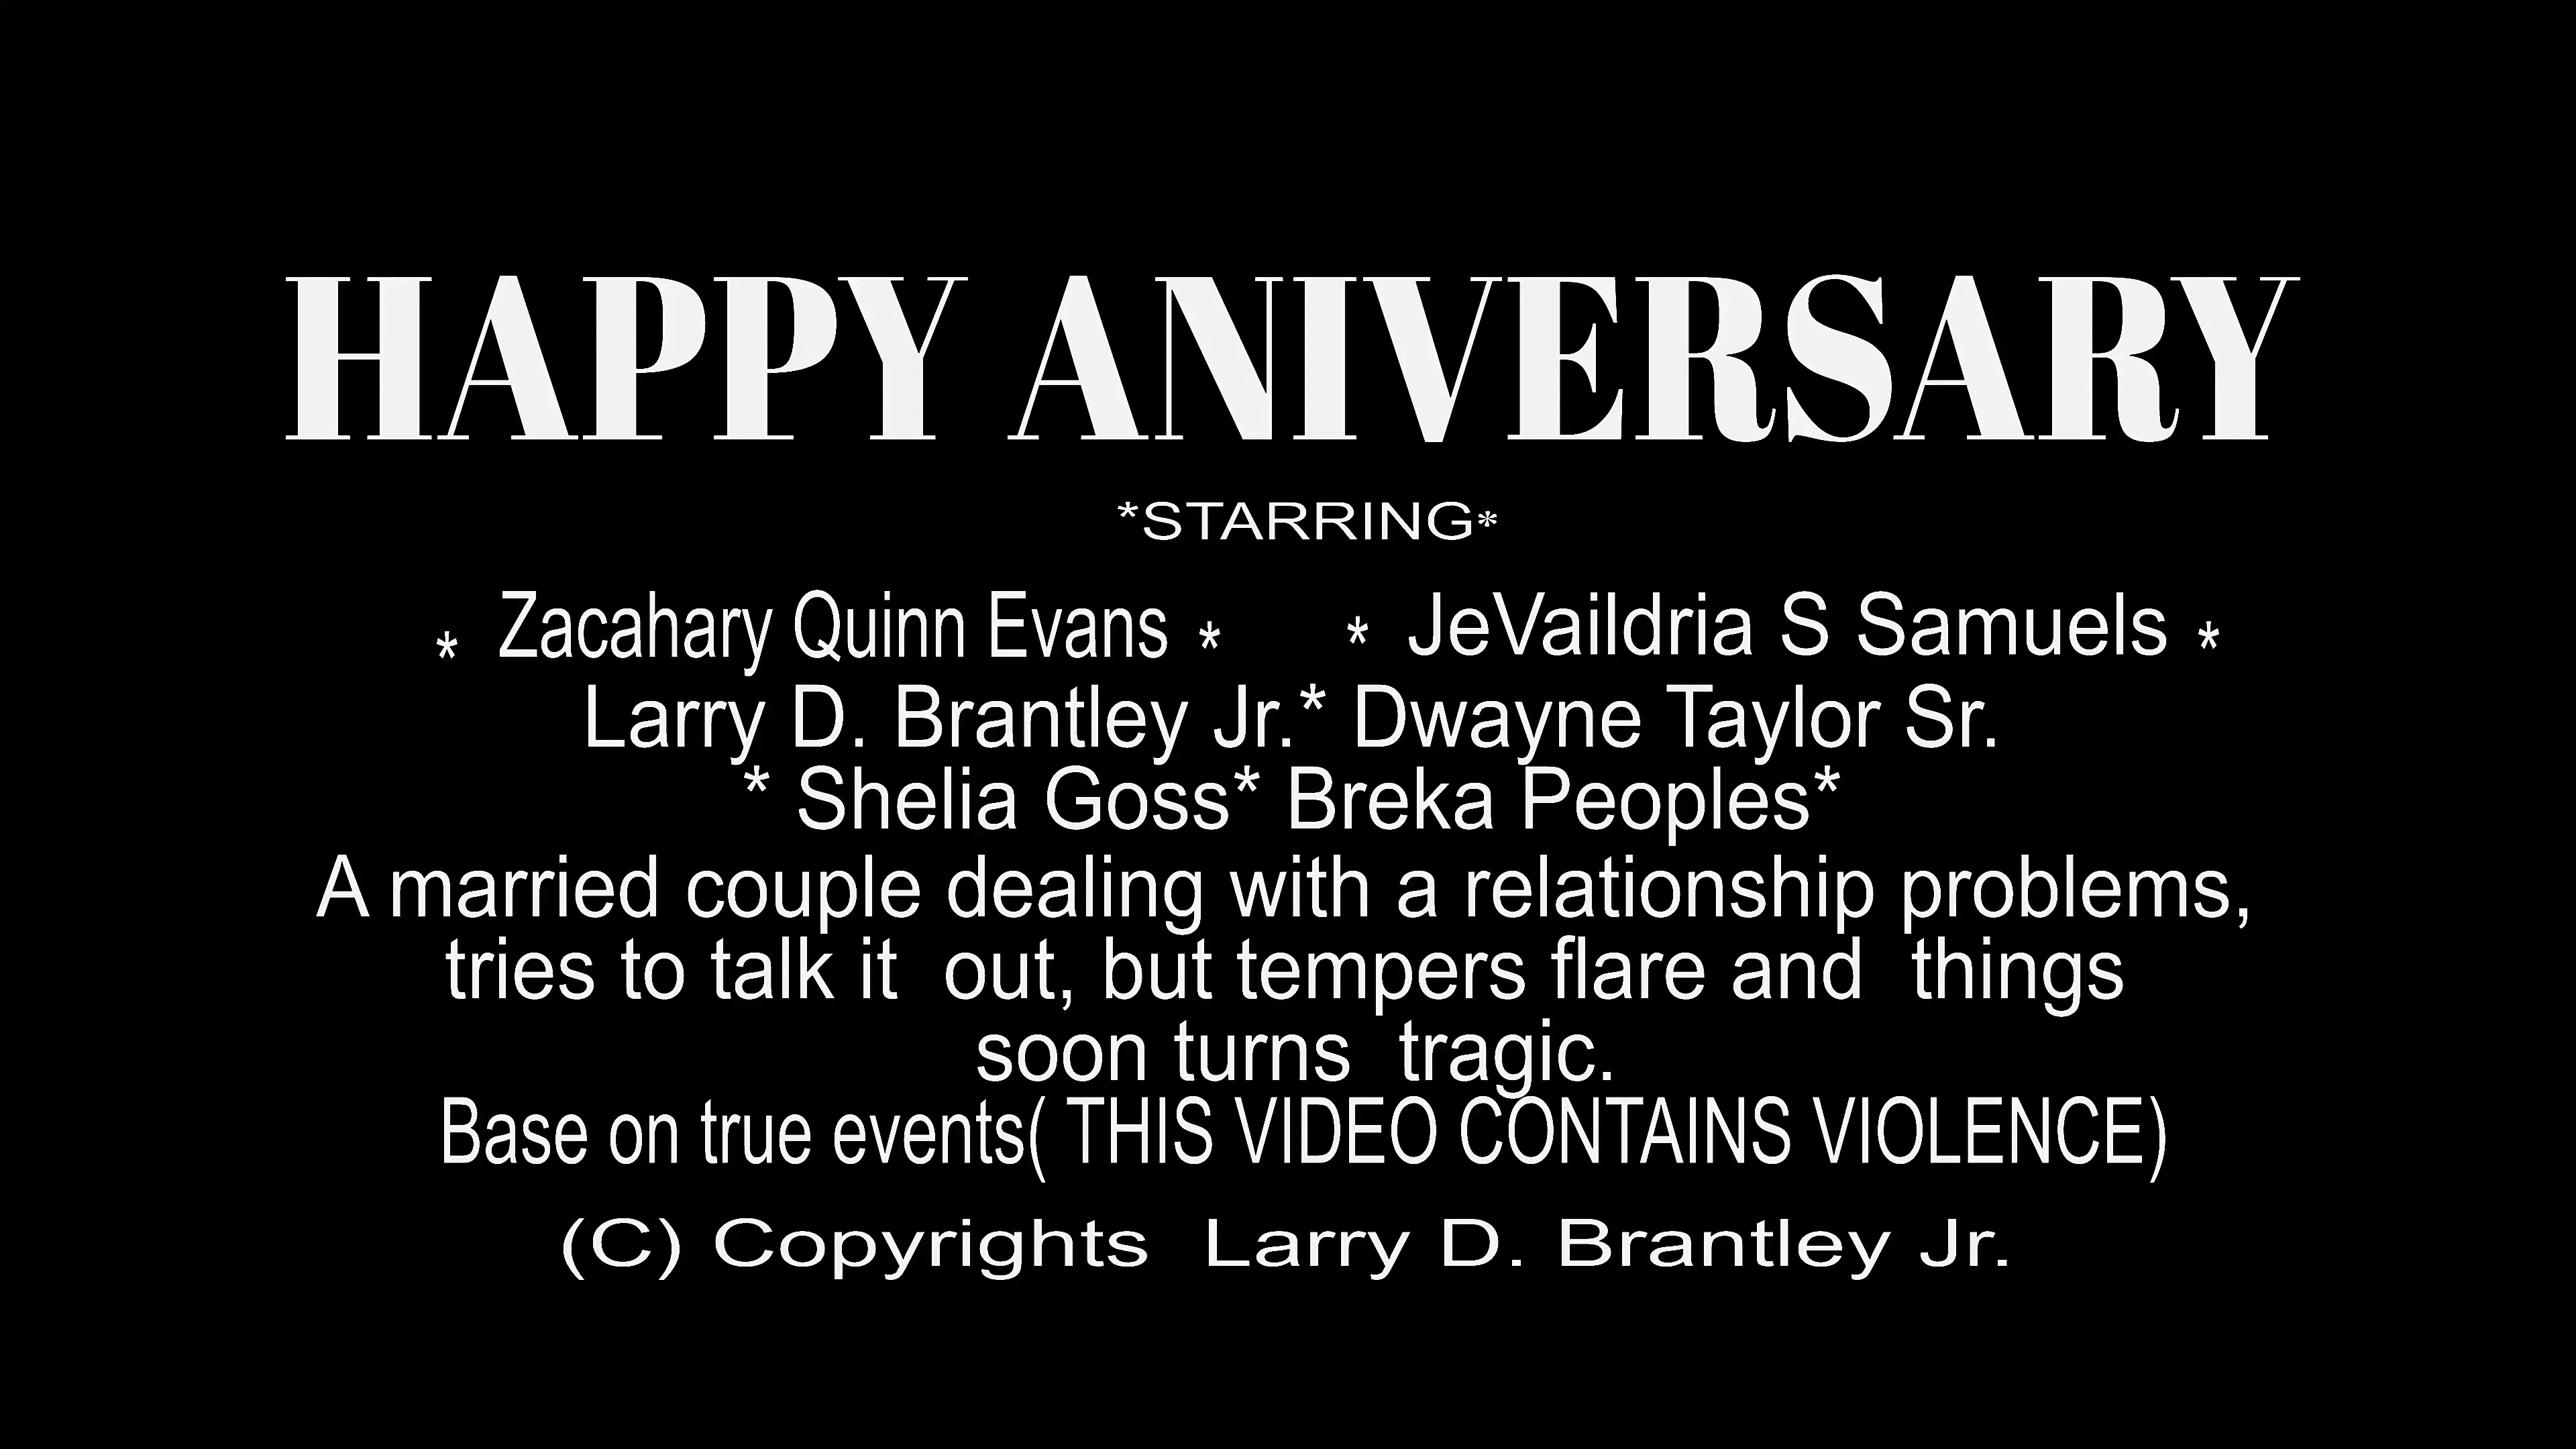 HAPPY ANIVERSARY
*STARRING*
* Zacahary Quinn Evans * * JeVaildria S Samuels *
Larry D. Brantley Jr.* Dwayne Taylor Sr.
* Shelia Goss* Breka Peoples*
A married couple dealing with a relationship problems,
tries to talk it out, but tempers flare and things
soon turns tragic.
Base on true events( THIS VIDEO CONTAINS VIOLENCE)
(C) Copyrights Larry D. Brantley Jr.